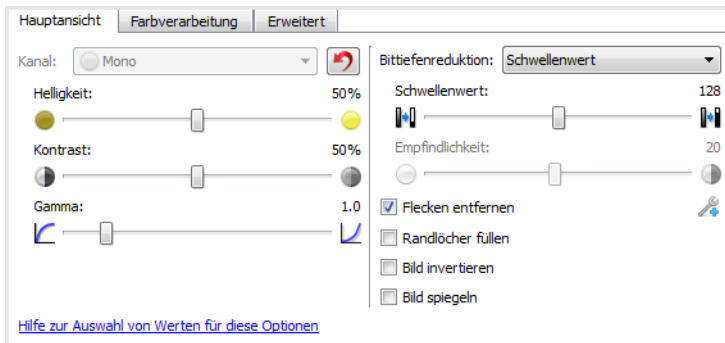 Hauptansicht Farbverarbeitung Erweitert
Kanal: Mono
Helligkeit: 50%
Kontrast: 50%
Gamma: 1.0
Hilfe zur Auswahl von Werten für diese Optionen
Bittiefenreduktion: Schwellenwert
Schwellenwert: 128
Empfindlichkeit: 20
Flecken entfernen
Randlöcher füllen
Bild invertieren
Bild spiegeln